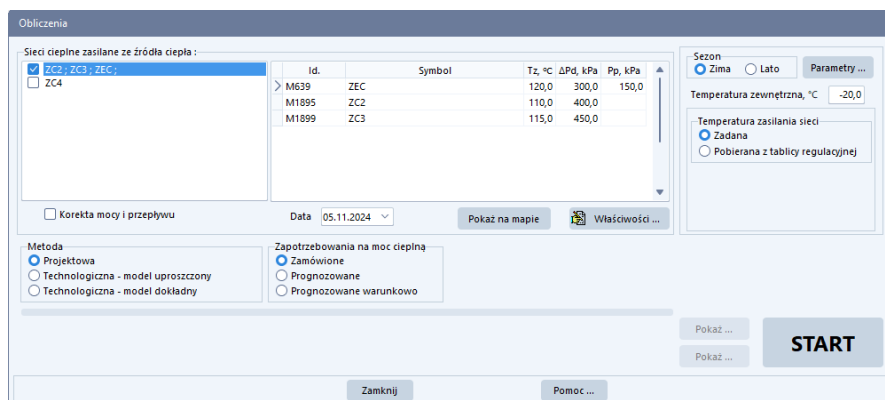 Obliczenia
Sieci cieplne zasilane ze źródła ciepła :
ZC2 ; ZC3 ; ZEC ;
ZC4
Id. Symbol Tz, ºC ΔPd, kPa Pp, kPa
M639 ZEC 120,0 300,0 150,0
M1895 ZC2 110,0 400,0
M1899 ZC3 115,0 450,0
Korekta mocy i przepływu
Data 05.11.2024
Pokaż na mapie
Właściwości ...
Sezon
Zima Lato
Parametry ...
Temperatura zewnętrzna, °C -20,0
Temperatura zasilania sieci
Zadana
Pobierana z tablicy regulacyjnej
Metoda
Projektowa
Technologiczna - model uproszczony
Technologiczna - model dokładny
Zapotrzebowania na moc cieplną
Zamówione
Prognozowane
Prognozowane warunkowo
Pokaż ...
Pokaż ...
START
Zamknij
Pomoc ...